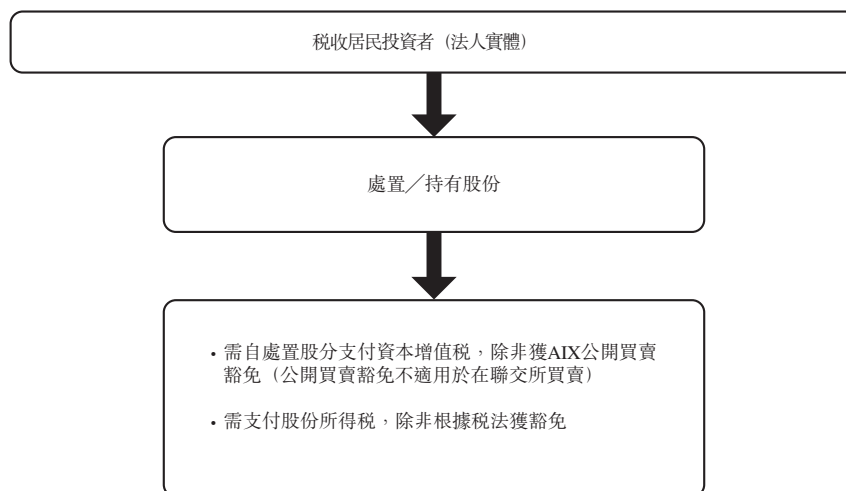 稅收居民投資者（法人實體）
處置╱持有股份
• 需自處置股分支付資本增值稅，除非獲AIX公開買賣
豁免（公開買賣豁免不適用於在聯交所買賣）
• 需支付股份所得稅，除非根據稅法獲豁免